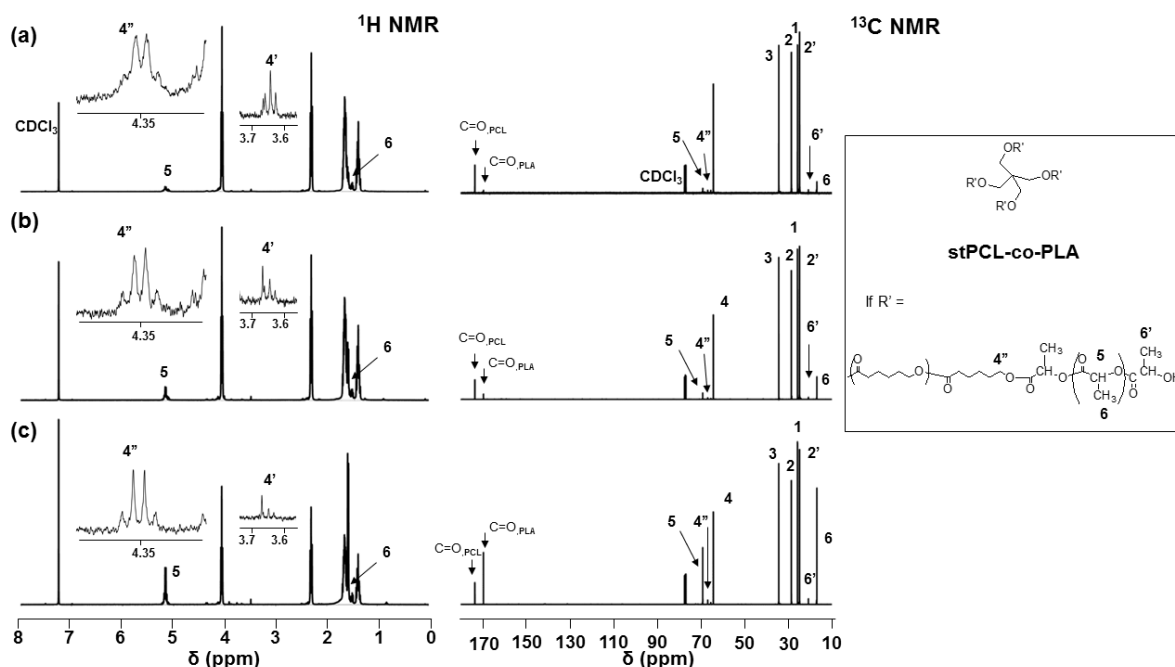 ¹H NMR
¹³C NMR
(a)
4”
4.35
4’
3.7 3.6
CDCl₃
5
6
C=O,PCL
C=O,PLA
CDCl₃
5
4”
3
2
1
2’
6’
6
(b)
4”
4.35
4’
3.7 3.6
5
6
C=O,PCL
C=O,PLA
5
4”
4
3
2
1
2’
6’
6
(c)
4”
4.35
4’
3.7 3.6
5
6
C=O,PCL
C=O,PLA
5
4”
4
3
2
1
2’
6’
6
8 7 6 5 4 3 2 1 0
δ (ppm)
170 150 130 110 90 70 50 30 10
δ (ppm)
OR'
R'O
OR'
R'O
stPCL-co-PLA
If R' =
O
O
O
4”
O
CH₃
O
O
5
O
O
CH₃
6
6’
CH₃
O
OH